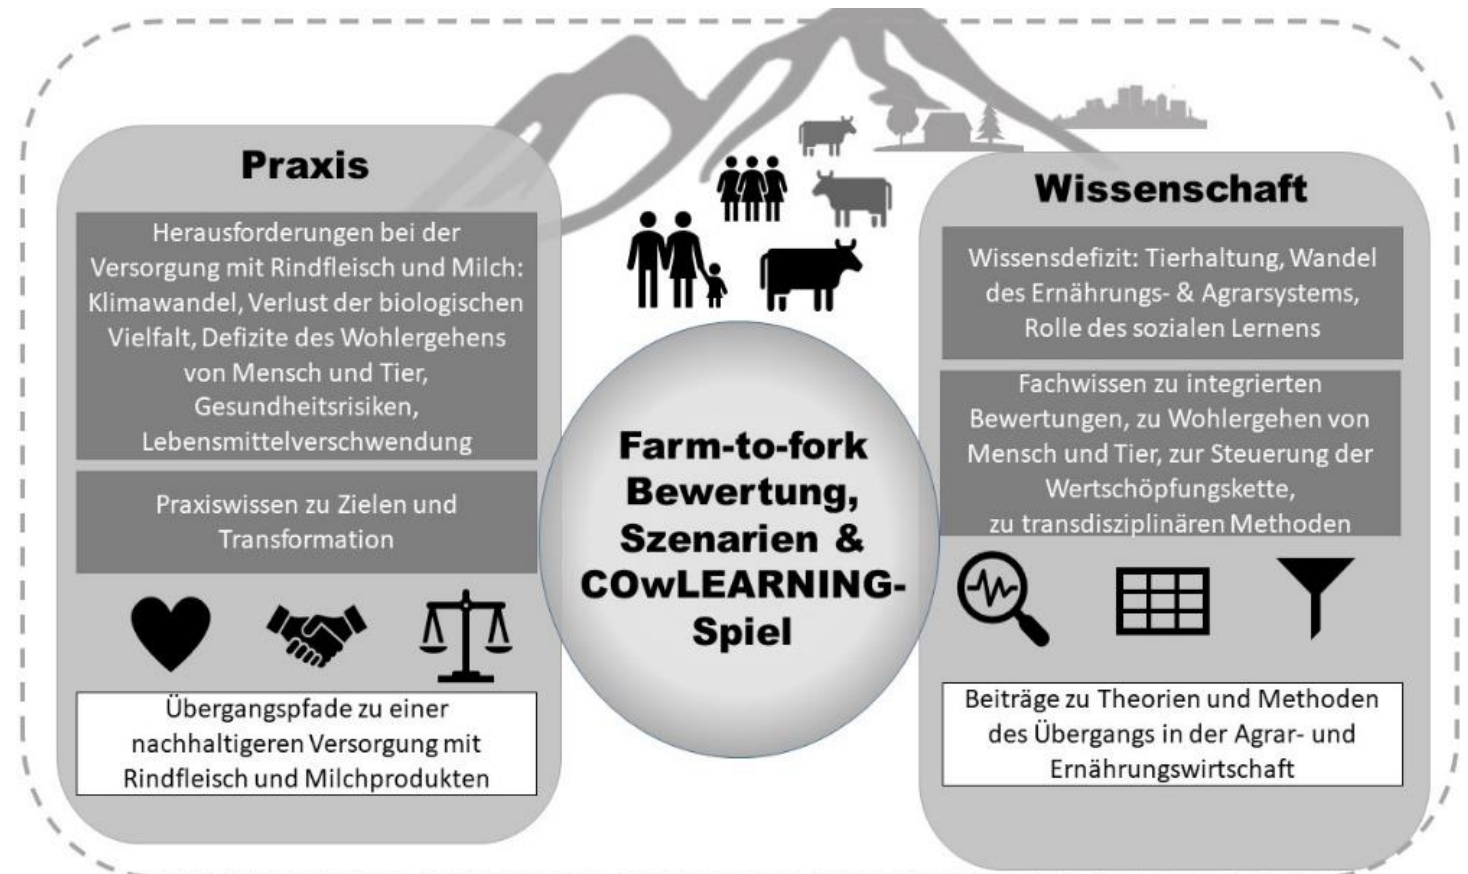 Praxis
Herausforderungen bei der
Versorgung mit Rindfleisch und Milch:
Klimawandel, Verlust der biologischen
Vielfalt, Defizite des Wohlergehens
von Mensch und Tier,
Gesundheitsrisiken,
Lebensmittelverschwendung
Praxiswissen zu Zielen und
Transformation
Übergangspfade zu einer
nachhaltigeren Versorgung mit
Rindfleisch und Milchprodukten
Farm-to-fork
Bewertung,
Szenarien &
COwLEARNING-
Spiel
Wissenschaft
Wissensdefizit: Tierhaltung, Wandel
des Ernährungs- & Agrarsystems,
Rolle des sozialen Lernens
Fachwissen zu integrierten
Bewertungen, zu Wohlergehen von
Mensch und Tier, zur Steuerung der
Wertschöpfungskette,
zu transdisziplinären Methoden
Beiträge zu Theorien und Methoden
des Übergangs in der Agrar- und
Ernährungswirtschaft